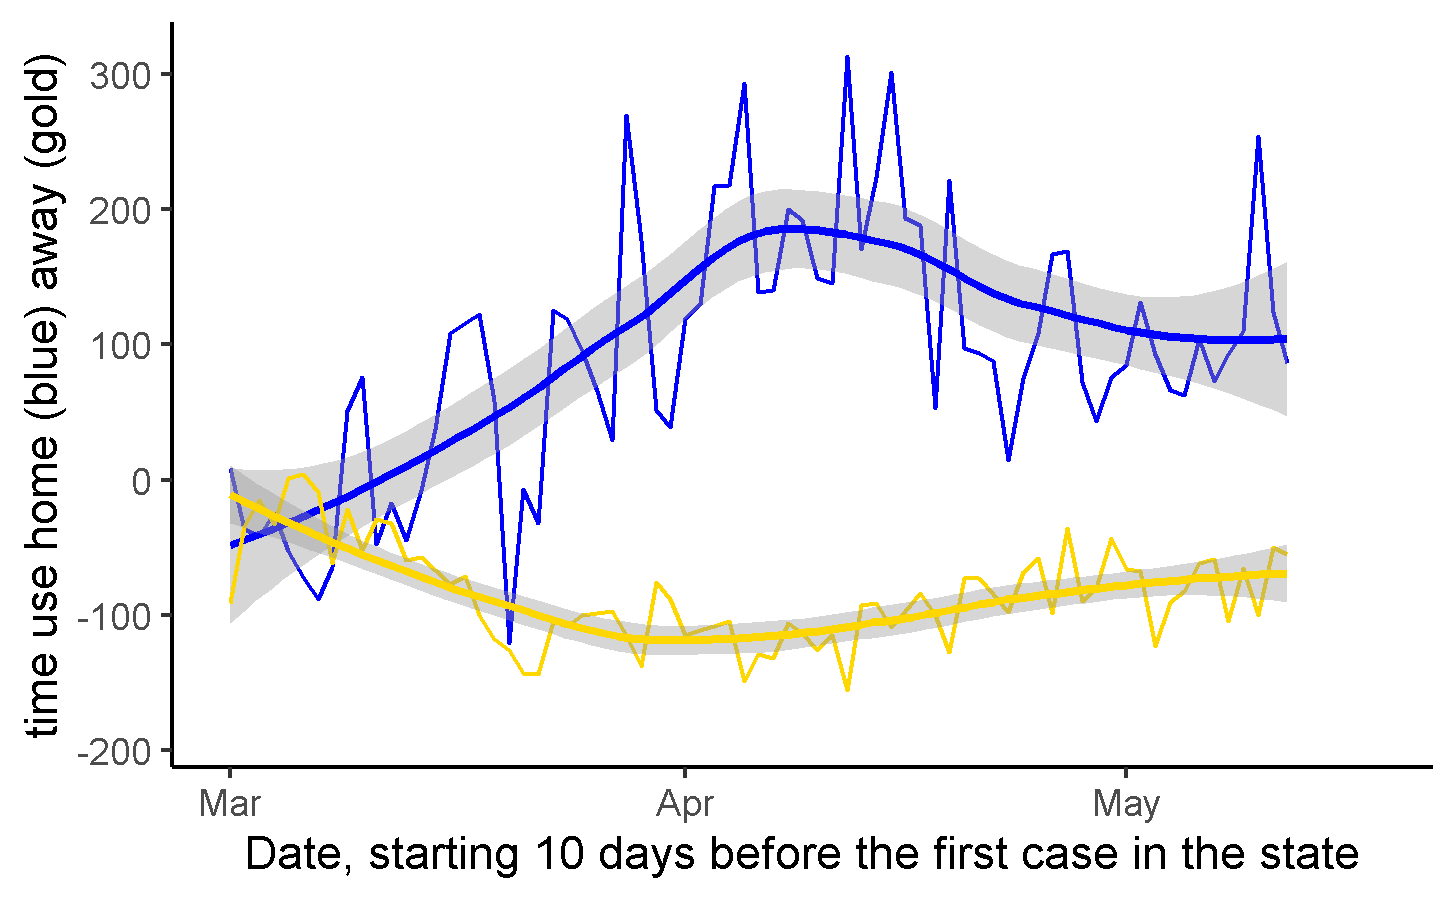 time use home (blue) away (gold)
300
200
100
0
-100
-200
Mar Apr May
Date, starting 10 days before the first case in the state